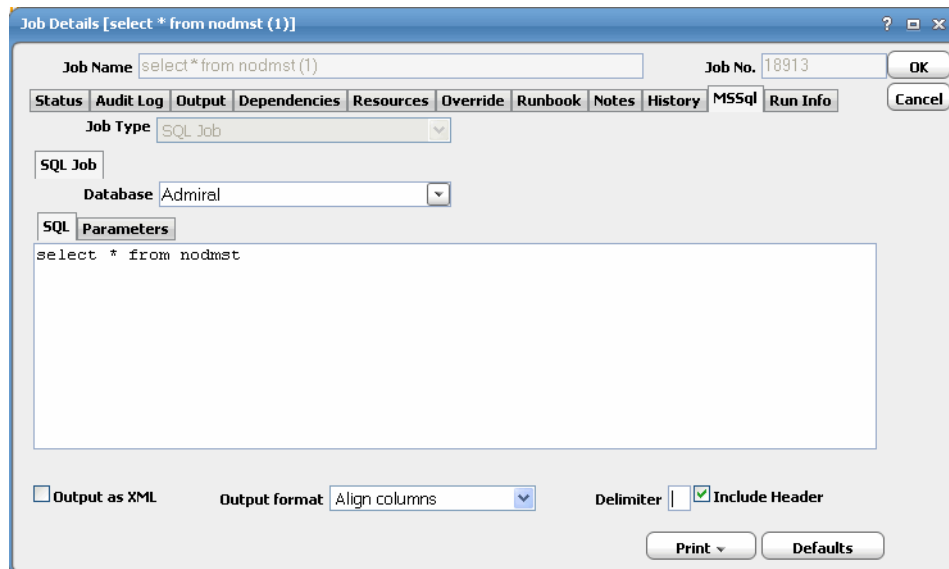 Job Details [select * from nodmst (1)] ?
Job Name select * from nodmst (1) Job No. 18913 OK
Status Audit Log Output Dependencies Resources Override Runbook Notes History MSSql Run Info Cancel
Job Type SQL Job
SQL Job
Database Admiral
SQL Parameters
select * from nodmst
Output as XML Output format Align columns Delimiter | Include Header
Print Defaults